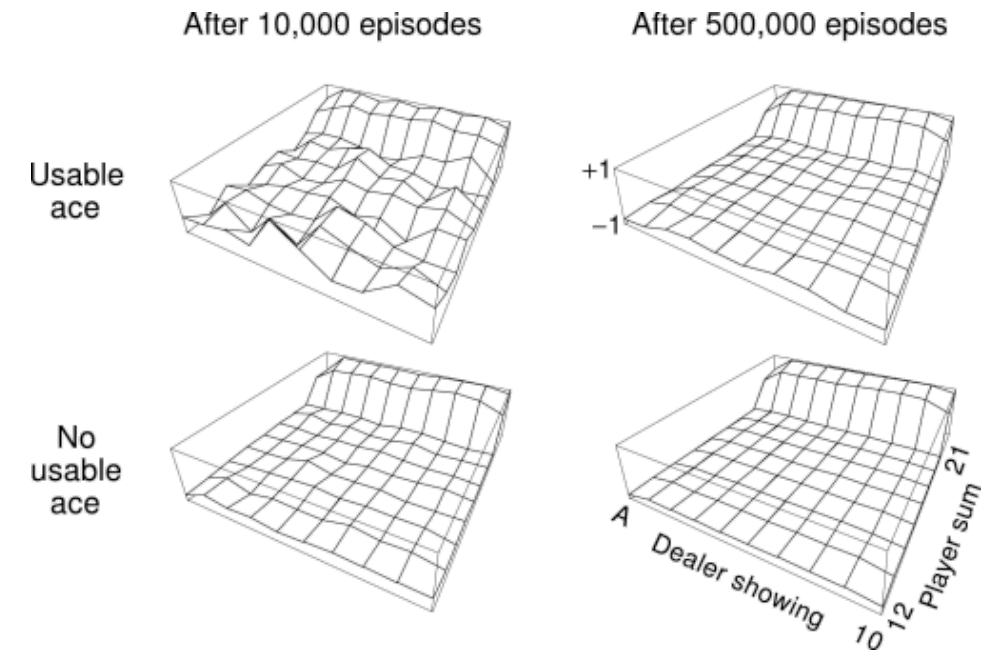 After 10,000 episodes
After 500,000 episodes
Usable
ace
+1
−1
No
usable
ace
A
Dealer showing
10
12
Player sum
21